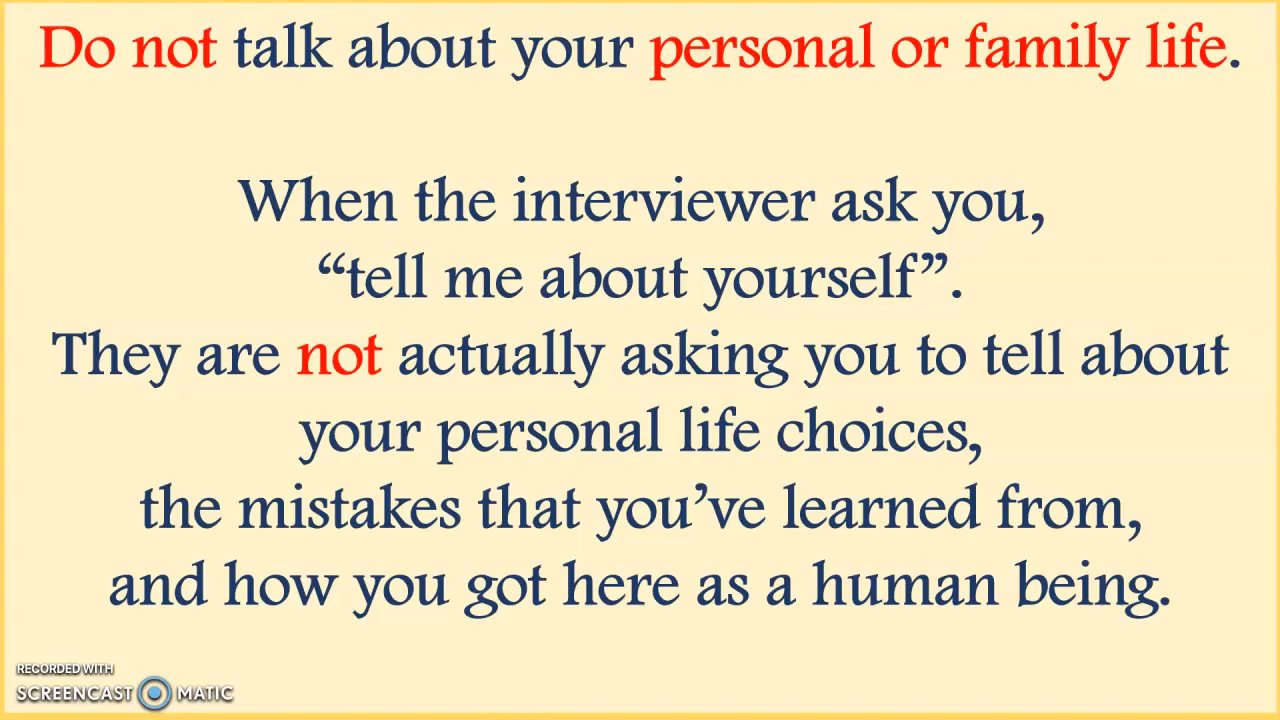 Do not talk about your personal or family life.
When the interviewer ask you,
“tell me about yourself”.
They are not actually asking you to tell about
your personal life choices,
the mistakes that you’ve learned from,
and how you got here as a human being.
RECORDED WITH
SCREENCAST MATIC